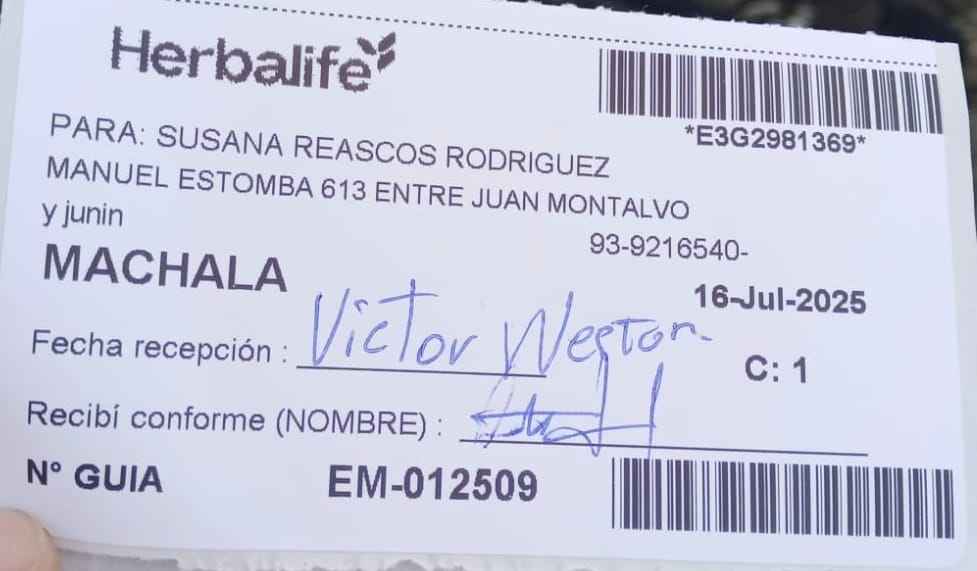 Herbalife
*E3G2981369*
PARA: SUSANA REASCOS RODRIGUEZ
MANUEL ESTOMBA 613 ENTRE JUAN MONTALVO
y junin
93-9216540-
MACHALA
16-Jul-2025
Fecha recepción : Victor Weston
C: 1
Recibí conforme (NOMBRE) :
N° GUIA EM-012509